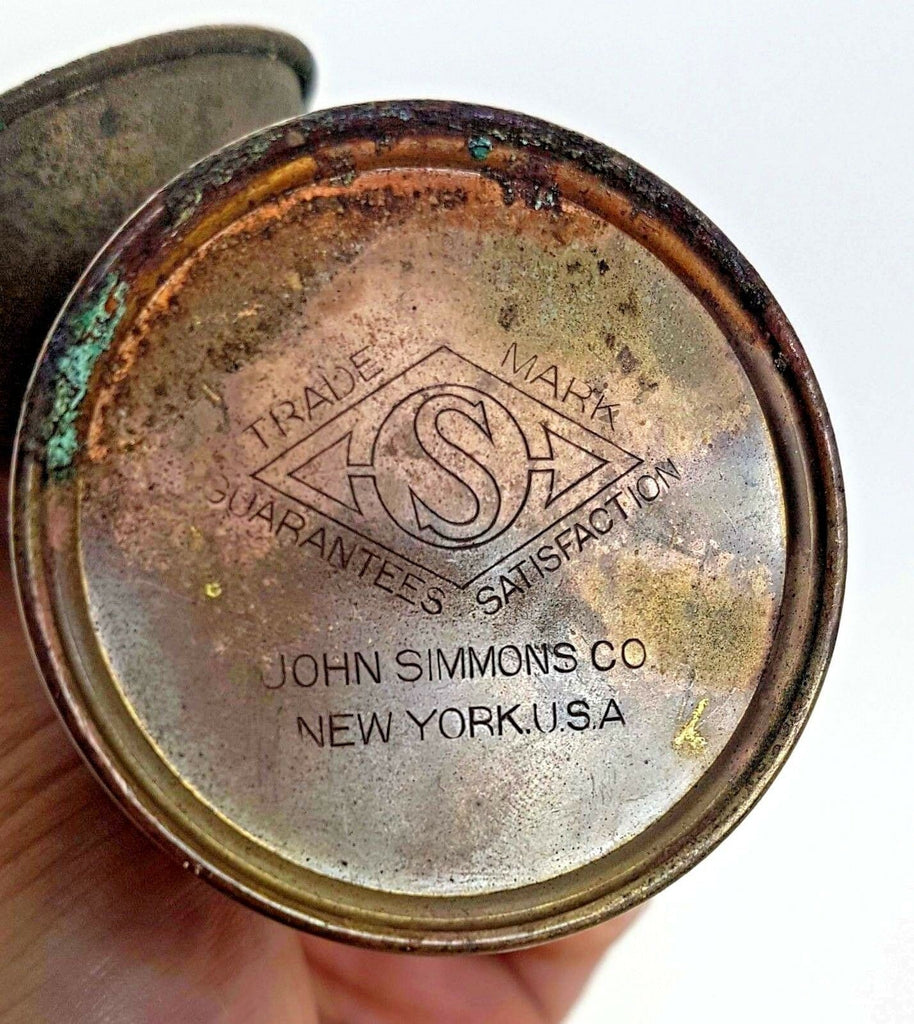 TRADE MARK
S
GUARANTEES SATISFACTION
JOHN SIMMONS CO
NEW YORK.U.S.A